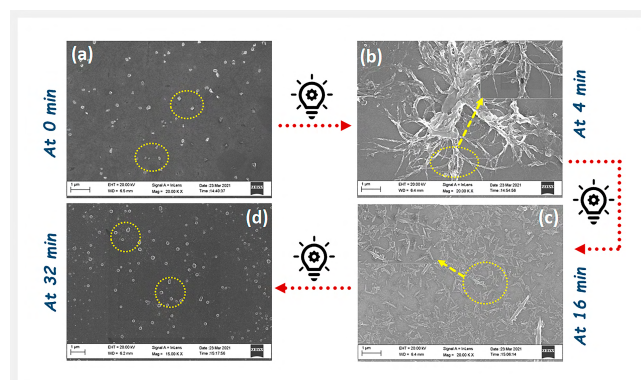 (a)
At 0 min
1 µm
EHT = 20.00 kV
Signal A = InLens
Date :23 Mar 2021
WD = 6.5 mm
Mag = 20.00 K X
Time :14:40:37
ZEISS
(b)
At 4 min
1 µm
EHT = 20.00 kV
Signal A = InLens
Date :23 Mar 2021
WD = 6.4 mm
Mag = 20.00 K X
Time :14:54:58
ZEISS
(d)
At 32 min
1 µm
EHT = 20.00 kV
Signal A = InLens
Date :23 Mar 2021
WD = 6.2 mm
Mag = 15.00 K X
Time :15:17:56
ZEISS
(c)
At 16 min
1 µm
EHT = 20.00 kV
Signal A = InLens
Date :23 Mar 2021
WD = 6.4 mm
Mag = 20.00 K X
ZEISS